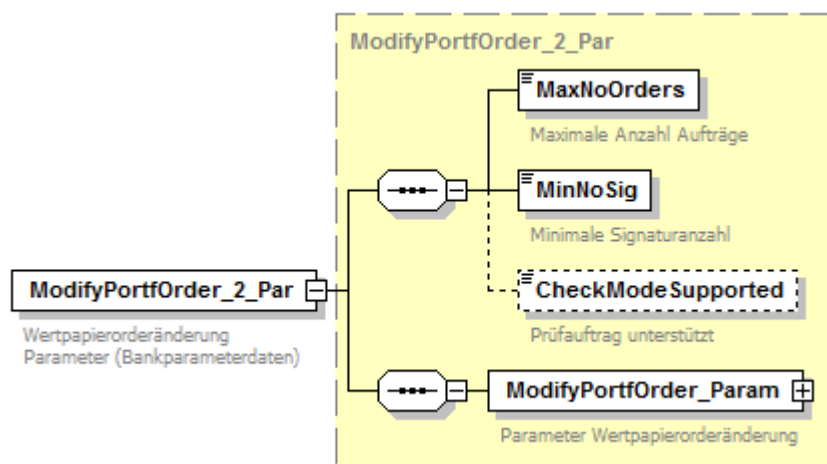 ModifyPortfOrder_2_Par
MaxNoOrders
Maximale Anzahl Aufträge
MinNoSig
Minimale Signaturanzahl
ModifyPortfOrder_2_Par
Wertpapierorderänderung
Parameter (Bankparameterdaten)
CheckModeSupported
Prüfauftrag unterstützt
ModifyPortfOrder_Param
Parameter Wertpapierorderänderung